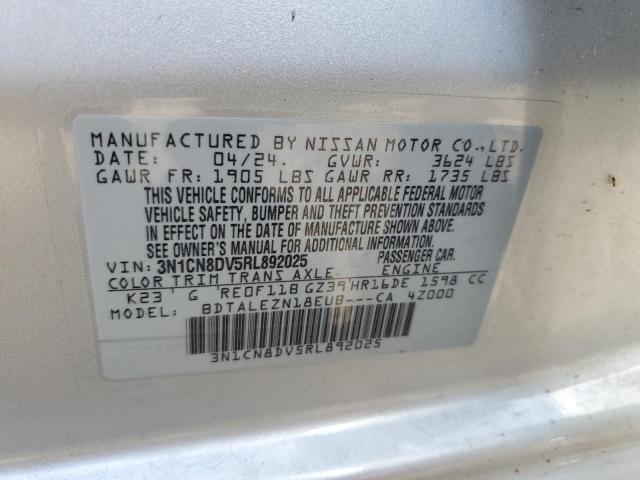 MANUFACTURED BY NISSAN MOTOR CO.,LTD.
DATE: 04/24. GVWR: 3624 LBS
GAWR FR: 1905 LBS GAWR RR: 1735 LBS
THIS VEHICLE CONFORMS TO ALL APPLICABLE FEDERAL MOTOR
VEHICLE SAFETY, BUMPER AND THEFT PREVENTION STANDARDS
IN EFFECT ON THE DATE OF MANUFACTURE SHOWN ABOVE.
SEE OWNER'S MANUAL FOR ADDITIONAL INFORMATION
VIN: 3N1CN8DV5RL892025 PASSENGER CAR.
COLOR TRIM TRANS AXLE ENGINE
K23 G RE0F11B GZ39 HR16DE 1598 CC
MODEL: BDTALEZN18EUB---CA 4Z000
3N1CN8DV5RL892025